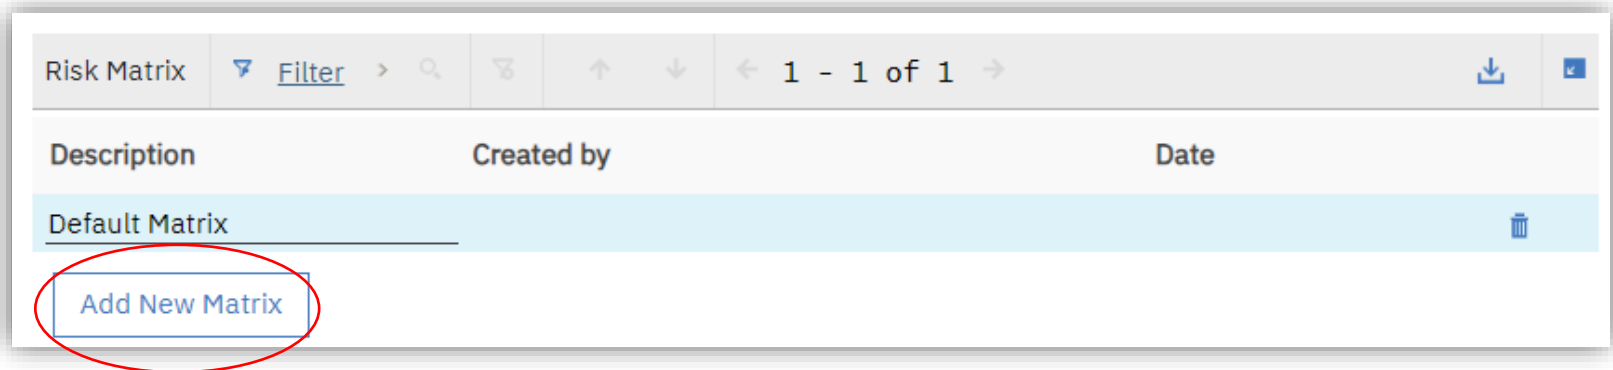 Risk Matrix Filter 1 - 1 of 1
Description Created by Date
Default Matrix
Add New Matrix